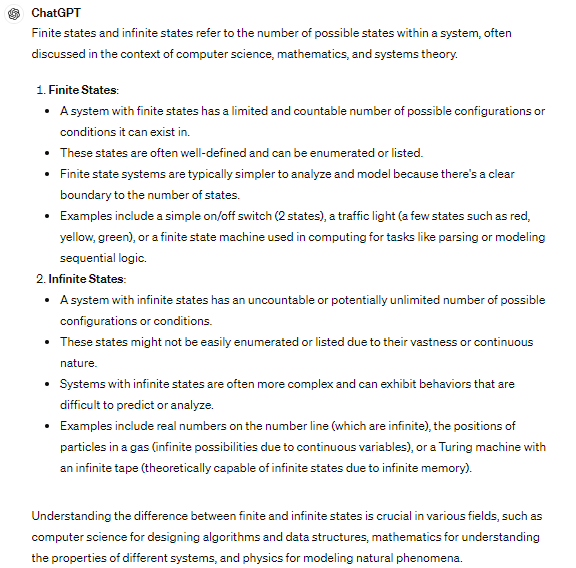 ChatGPT
Finite states and infinite states refer to the number of possible states within a system, often
discussed in the context of computer science, mathematics, and systems theory.
1. Finite States:
• A system with finite states has a limited and countable number of possible configurations or
conditions it can exist in.
• These states are often well-defined and can be enumerated or listed.
• Finite state systems are typically simpler to analyze and model because there's a clear
boundary to the number of states.
• Examples include a simple on/off switch (2 states), a traffic light (a few states such as red,
yellow, green), or a finite state machine used in computing for tasks like parsing or modeling
sequential logic.
2. Infinite States:
• A system with infinite states has an uncountable or potentially unlimited number of possible
configurations or conditions.
• These states might not be easily enumerated or listed due to their vastness or continuous
nature.
• Systems with infinite states are often more complex and can exhibit behaviors that are
difficult to predict or analyze.
• Examples include real numbers on the number line (which are infinite), the positions of
particles in a gas (infinite possibilities due to continuous variables), or a Turing machine with
an infinite tape (theoretically capable of infinite states due to infinite memory).
Understanding the difference between finite and infinite states is crucial in various fields, such as
computer science for designing algorithms and data structures, mathematics for understanding
the properties of different systems, and physics for modeling natural phenomena.